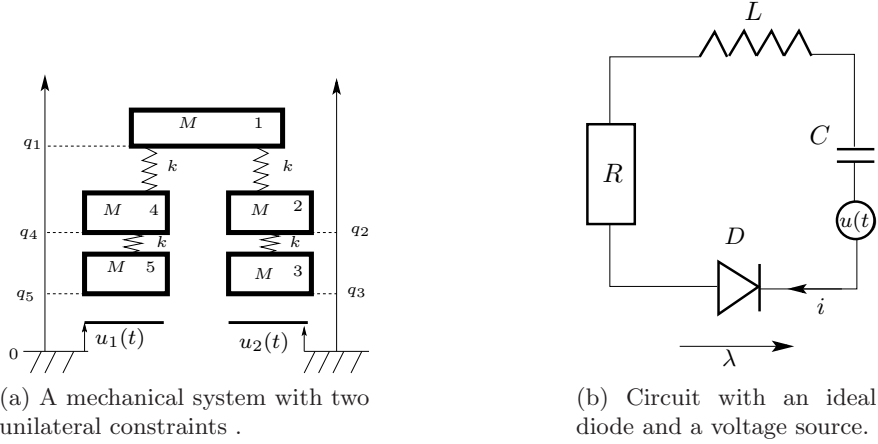 L
M 1
q1
k k
C
M 4 M 2
R
u(t
q4 k k q2
D
M 5 M 3
q5 q3
i
u1(t) u2(t)
0
λ
(a) A mechanical system with two
unilateral constraints .
(b) Circuit with an ideal
diode and a voltage source.